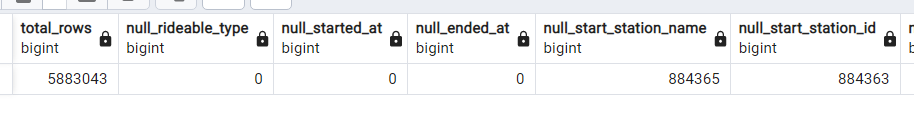 total_rows null_rideable_type null_started_at null_ended_at null_start_station_name null_start_station_id
bigint bigint bigint bigint bigint bigint
5883043 0 0 0 884365 884363